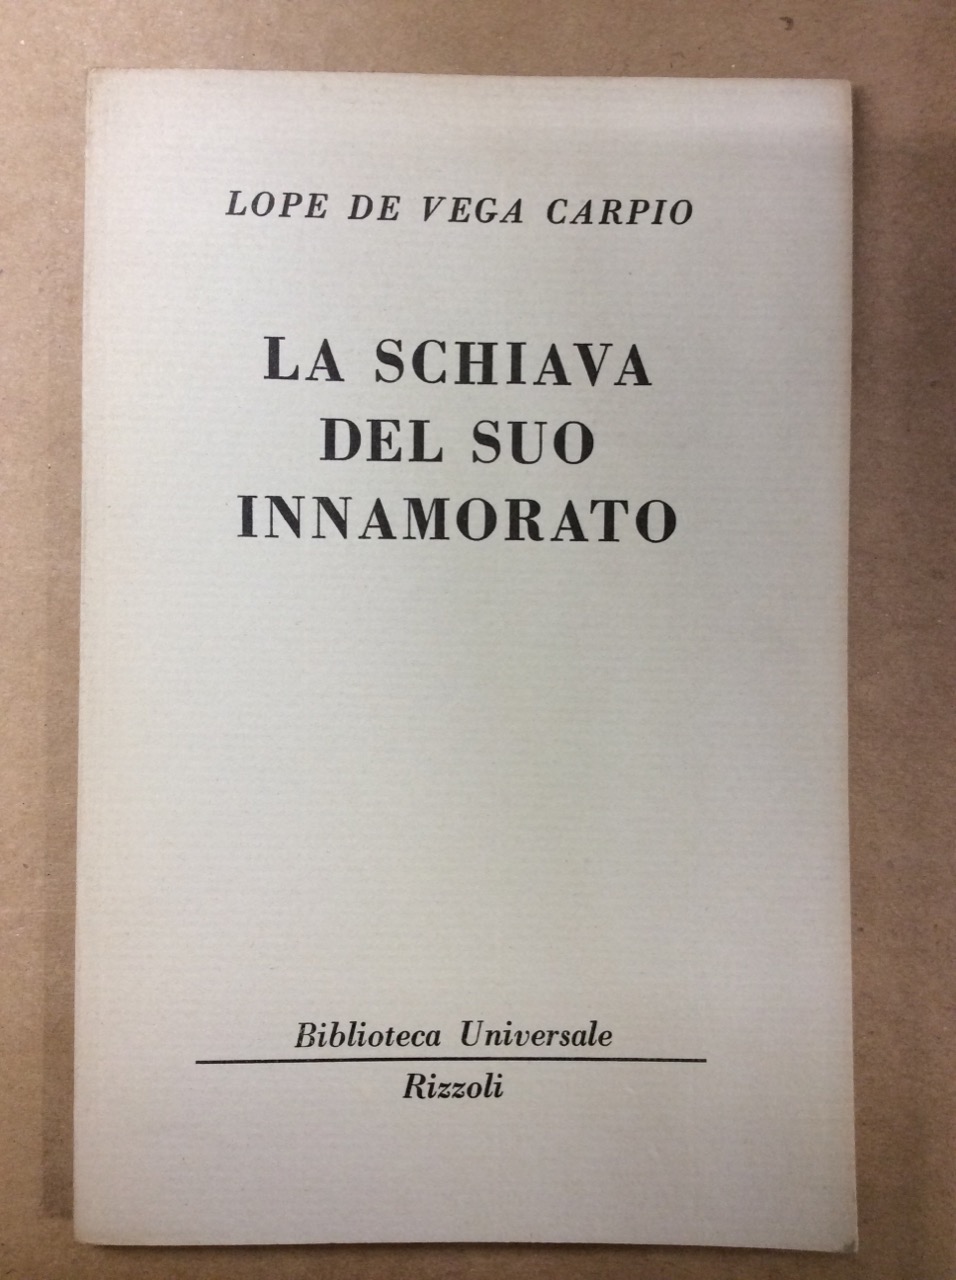 LOPE DE VEGA CARPIO
LA SCHIAVA
DEL SUO
INNAMORATO
Biblioteca Universale
Rizzoli